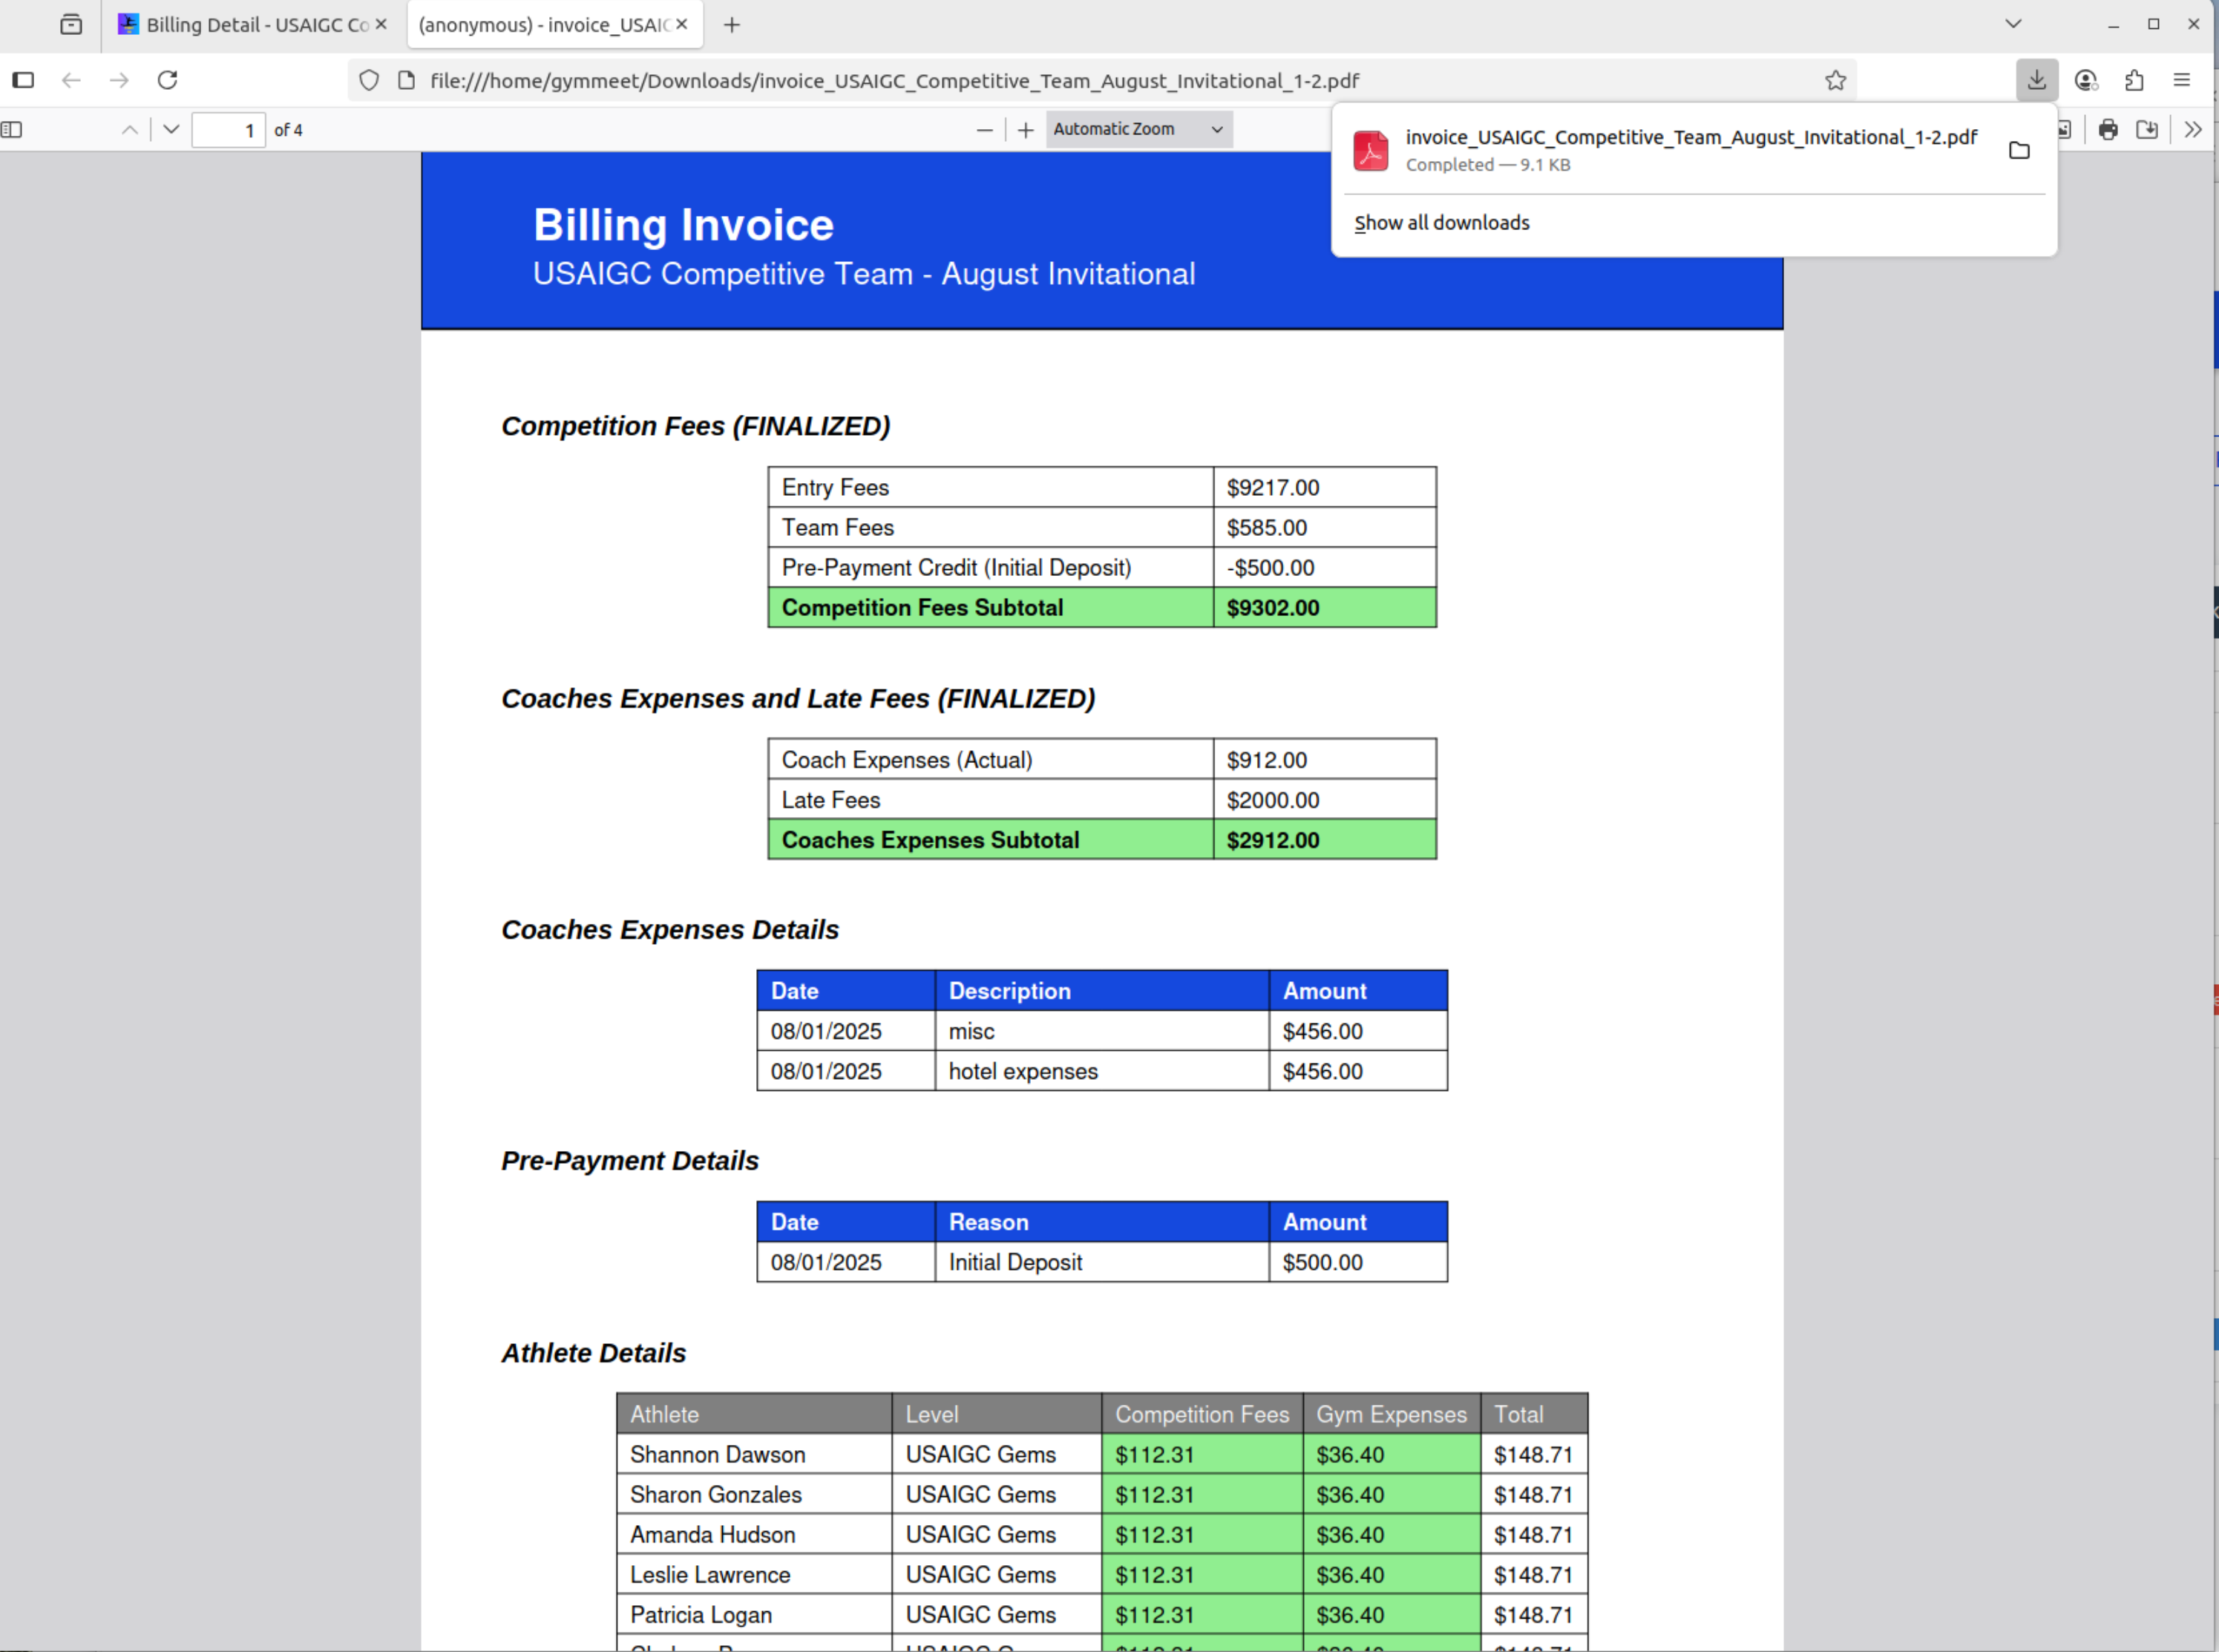 Billing Detail - USAIGC Co
(anonymous) - invoice_USAIG
file:///home/gymmeet/Downloads/invoice_USAIGC_Competitive_Team_August_Invitational_1-2.pdf
1 of 4
Automatic Zoom
invoice_USAIGC_Competitive_Team_August_Invitational_1-2.pdf
Completed — 9.1 KB
Show all downloads
Billing Invoice
USAIGC Competitive Team - August Invitational
Competition Fees (FINALIZED)
Entry Fees $9217.00
Team Fees $585.00
Pre-Payment Credit (Initial Deposit) -$500.00
Competition Fees Subtotal $9302.00
Coaches Expenses and Late Fees (FINALIZED)
Coach Expenses (Actual) $912.00
Late Fees $2000.00
Coaches Expenses Subtotal $2912.00
Coaches Expenses Details
Date Description Amount
08/01/2025 misc $456.00
08/01/2025 hotel expenses $456.00
Pre-Payment Details
Date Reason Amount
08/01/2025 Initial Deposit $500.00
Athlete Details
Athlete Level Competition Fees Gym Expenses Total
Shannon Dawson USAIGC Gems $112.31 $36.40 $148.71
Sharon Gonzales USAIGC Gems $112.31 $36.40 $148.71
Amanda Hudson USAIGC Gems $112.31 $36.40 $148.71
Leslie Lawrence USAIGC Gems $112.31 $36.40 $148.71
Patricia Logan USAIGC Gems $112.31 $36.40 $148.71